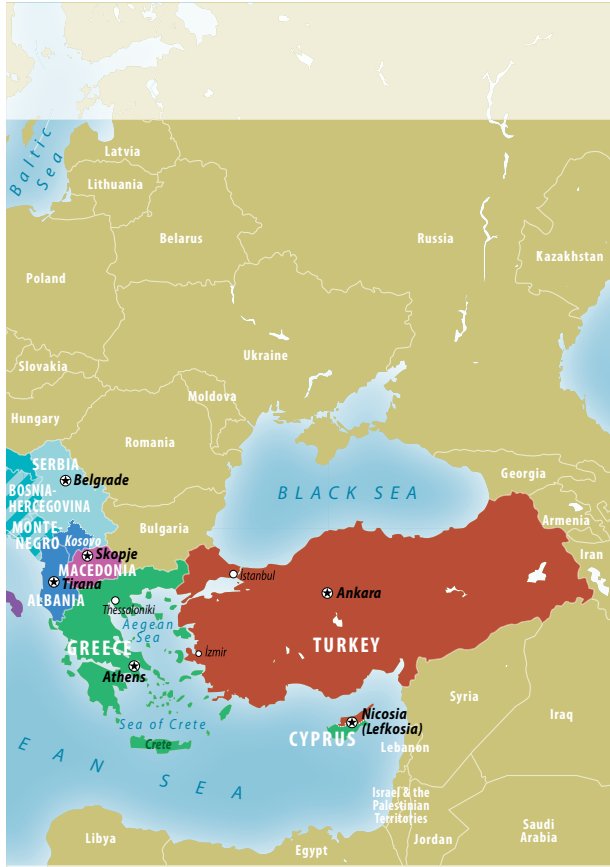 Baltic
Sea
Latvia
Lithuania
Belarus
Russia
Kazakhstan
Poland
Ukraine
Slovakia
Moldova
Hungary
Romania
SERBIA
Belgrade
BOSNIA-
HERCEGOVINA
BLACK SEA
Georgia
MONTE-
NEGRO
Kosovo
Bulgaria
Armenia
Skopje
MACEDONIA
Iran
Istanbul
Tirana
ALBANIA
Ankara
Thessaloniki
Aegean
Sea
GREECE
İzmir
TURKEY
Athens
Syria
Iraq
Sea of Crete
Nicosia
(Lefkosia)
CYPRUS
Crete
Lebanon
EAN SEA
Israel & the
Palestinian
Territories
Saudi
Arabia
Libya
Egypt
Jordan